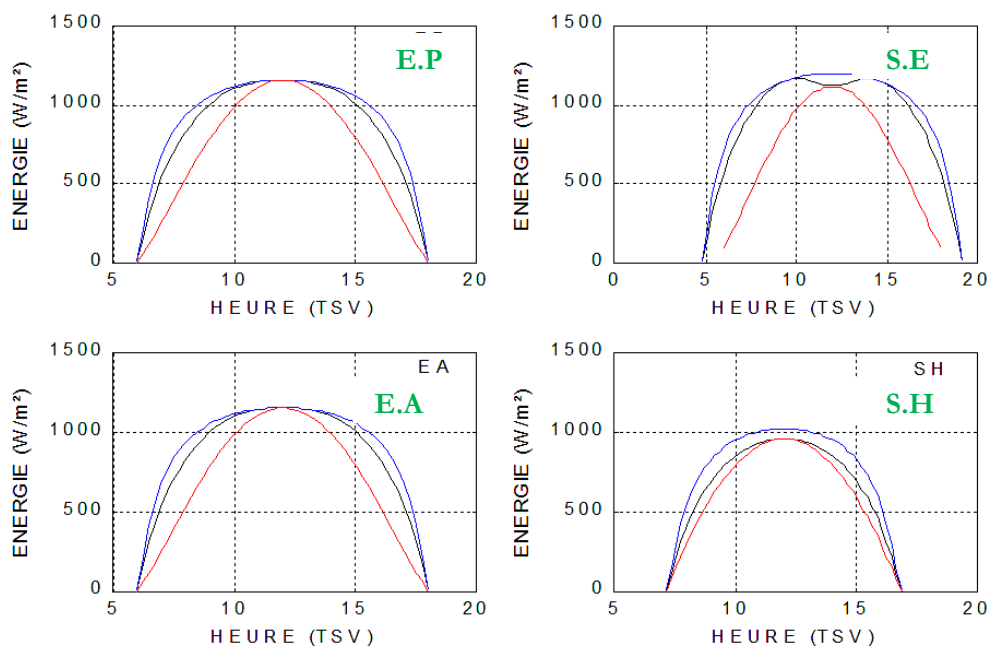 1500
1000
500
0
ENERGIE (W/m²)
E.P
5 10 15 20
HEURE (TSV)
1500
1000
500
0
ENERGIE (W/m²)
S.E
0 5 10 15 20
HEURE (TSV)
1500
1000
500
0
ENERGIE (W/m²)
EA
E.A
5 10 15 20
HEURE (TSV)
1500
1000
500
0
ENERGIE (W/m²)
SH
S.H
5 10 15 20
HEURE (TSV)